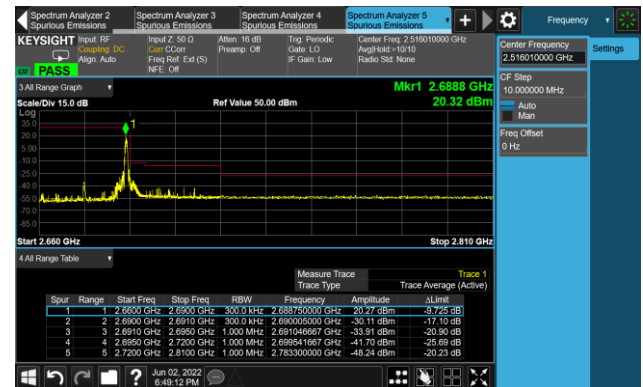 Spectrum Analyzer 2
Spurious Emissions
Spectrum Analyzer 3
Spurious Emissions
Spectrum Analyzer 4
Spurious Emissions
Spectrum Analyzer 5
Spurious Emissions
Frequency
KEYSIGHT
Input: RF
Coupling: DC
Align: Auto
Input Z: 50 Ω
Corr CCorr
Freq Ref: Ext (S)
NFE: Off
Atten: 16 dB
Preamp: Off
Trig: Periodic
Gate: LO
IF Gain: Low
Center Freq: 2.516010000 GHz
Avg|Hold:>10/10
Radio Std: None
PASS
Center Frequency
2.516010000 GHz
Settings
CF Step
10.000000 MHz
Auto
Man
Freq Offset
0 Hz
3 All Range Graph
Mkr1 2.6888 GHz
20.32 dBm
Scale/Div 15.0 dB
Ref Value 50.00 dBm
Log
35.0
20.0
5.00
-10.0
-25.0
-40.0
-55.0
-70.0
-85.0
1
Start 2.660 GHz
Stop 2.810 GHz
4 All Range Table
Measure Trace Trace 1
Trace Type Trace Average (Active)
Spur Range Start Freq Stop Freq RBW Frequency Amplitude ΔLimit
1 1 2.6600 GHz 2.6900 GHz 300.0 kHz 2.688750000 GHz 20.27 dBm -9.725 dB
2 2 2.6900 GHz 2.6910 GHz 300.0 kHz 2.690005000 GHz -30.11 dBm -17.10 dB
3 3 2.6910 GHz 2.6950 GHz 1.000 MHz 2.691046667 GHz -33.91 dBm -20.90 dB
4 4 2.6950 GHz 2.7200 GHz 1.000 MHz 2.699541667 GHz -41.70 dBm -25.69 dB
5 5 2.7200 GHz 2.8100 GHz 1.000 MHz 2.783300000 GHz -48.24 dBm -20.23 dB
?
Jun 02, 2022
6:49:12 PM